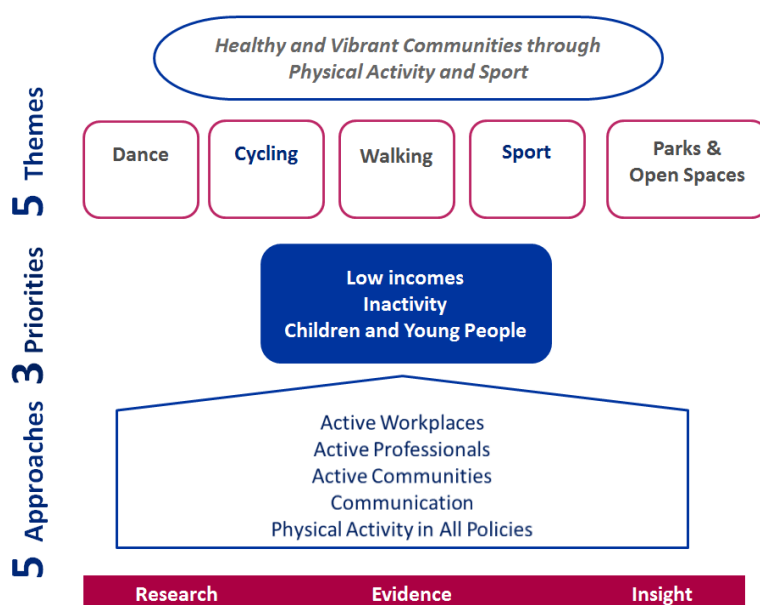 Healthy and Vibrant Communities through
Physical Activity and Sport
5 Themes
Dance
Cycling
Walking
Sport
Parks &
Open Spaces
3 Priorities
Low incomes
Inactivity
Children and Young People
5 Approaches
Active Workplaces
Active Professionals
Active Communities
Communication
Physical Activity in All Policies
Research
Evidence
Insight